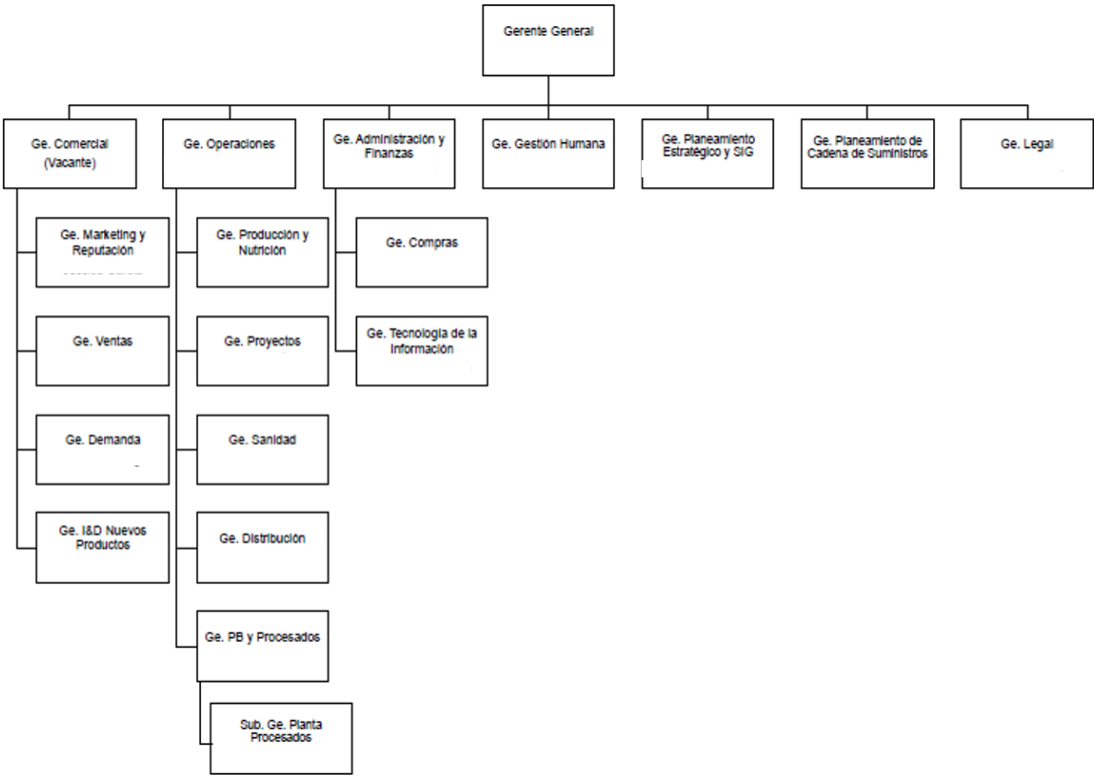 Gerente General
Ge. Comercial
(Vacante)
Ge. Operaciones
Ge. Administración y
Finanzas
Ge. Gestión Humana
Ge. Planeamiento
Estratégico y SIG
Ge. Planeamiento de
Cadena de Suministros
Ge. Legal
Ge. Marketing y
Reputación
Ge. Producción y
Nutrición
Ge. Compras
Ge. Ventas
Ge. Proyectos
Ge. Tecnología de la
Información
Ge. Demanda
Ge. Sanidad
Ge. I&D Nuevos
Productos
Ge. Distribución
Ge. PB y Procesados
Sub. Ge. Planta
Procesados